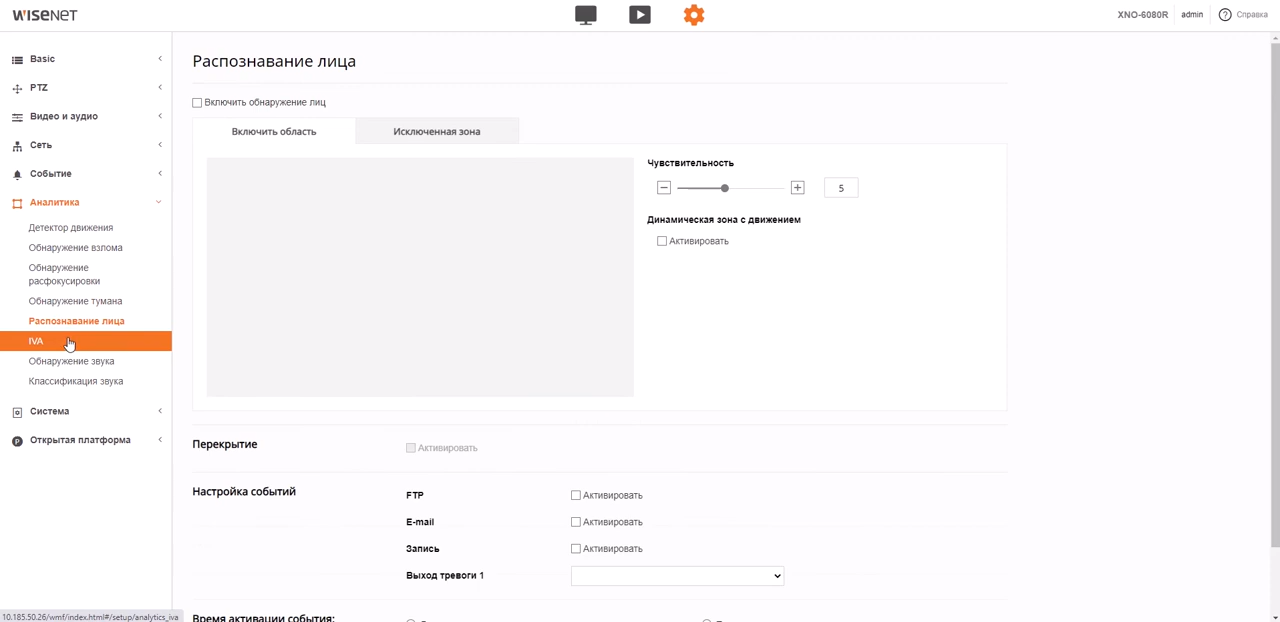 WISENET
XNO-6080R
admin
? Справка
Basic
PTZ
Видео и аудио
Сеть
Событие
Аналитика
Детектор движения
Обнаружение взлома
Обнаружение
расфокусировки
Обнаружение тумана
Распознавание лица
IVA
Обнаружение звука
Классификация звука
Система
P Открытая платформа
Распознавание лица
Включить обнаружение лиц
Включить область
Исключенная зона
Чувствительность
5
Динамическая зона с движением
Активировать
Перекрытие
Активировать
Настройка событий
FTP
Активировать
E-mail
Активировать
Запись
Активировать
Выход тревоги 1
Время активации события:
10.185.50.26/wmf/index.html#/setup/analytics_iva